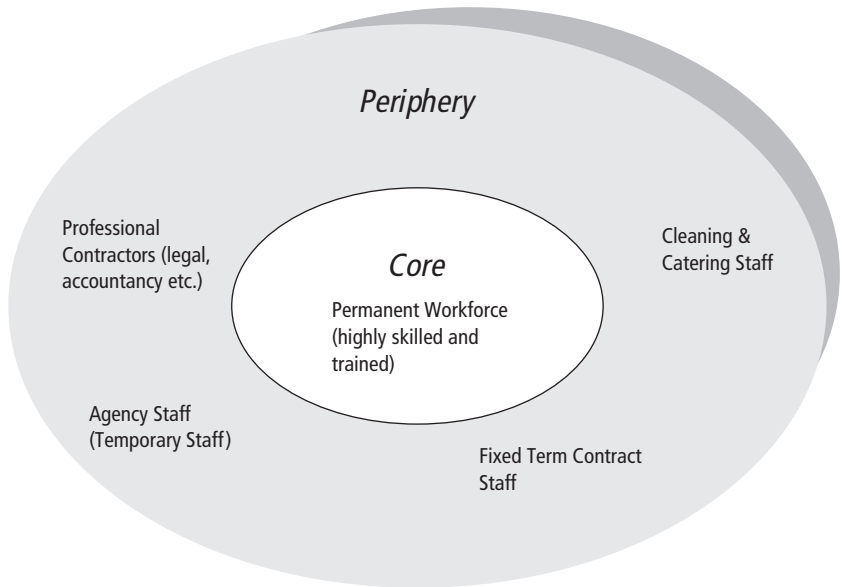 Periphery
Professional
Contractors (legal,
accountancy etc.)
Cleaning &
Catering Staff
Core
Permanent Workforce
(highly skilled and
trained)
Agency Staff
(Temporary Staff)
Fixed Term Contract
Staff